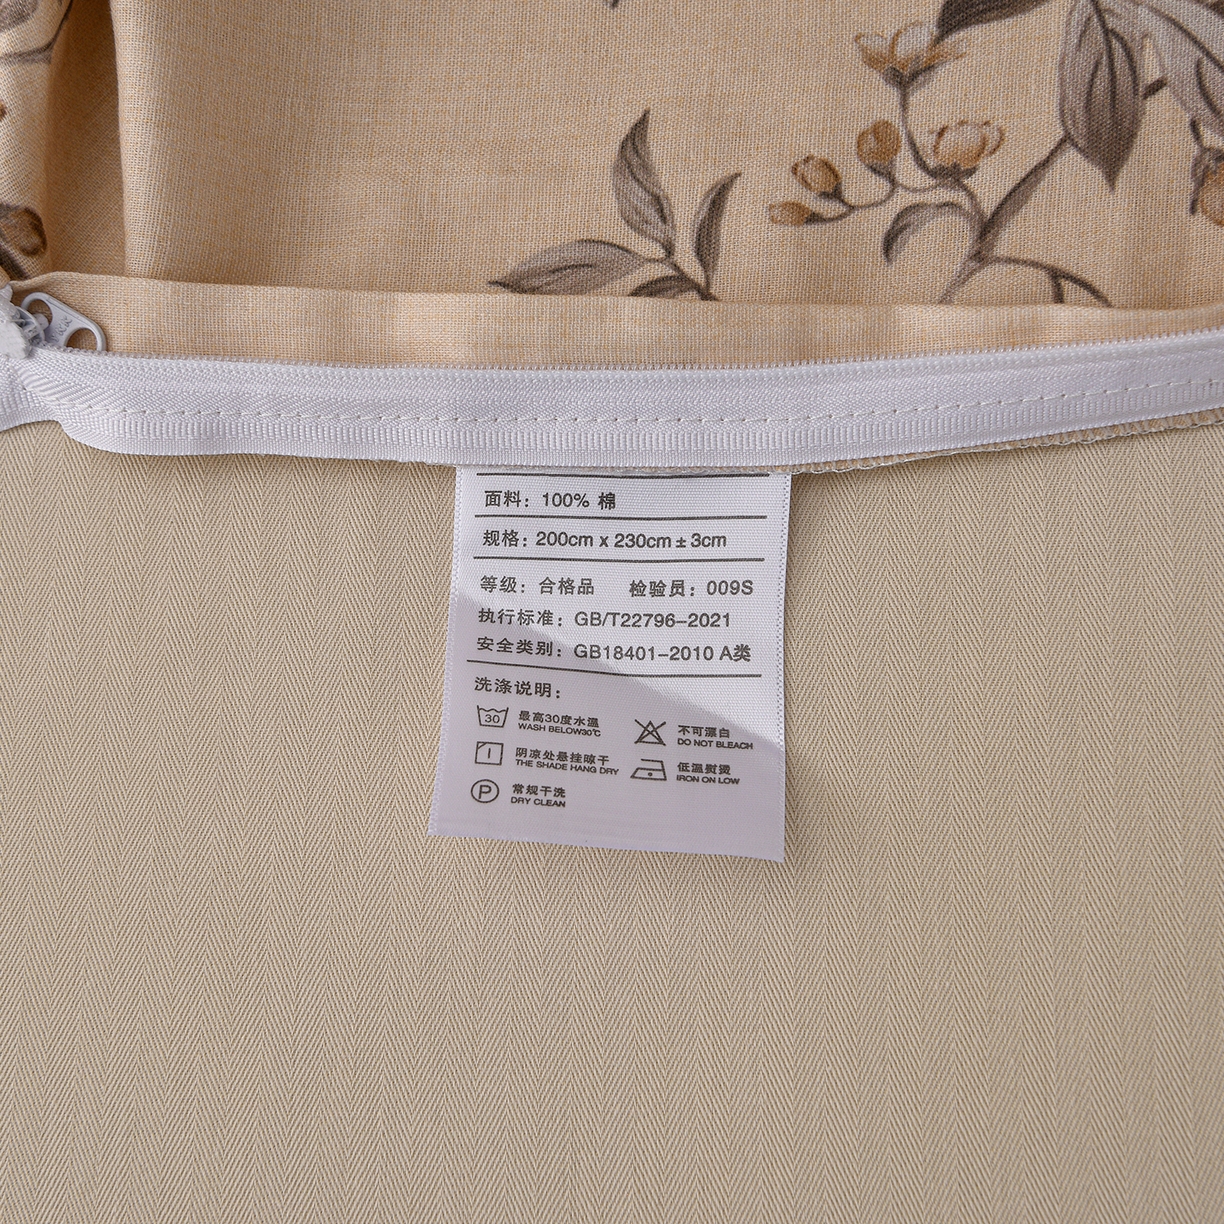 面料：100% 棉
规格：200cm x 230cm ± 3cm
等级：合格品 检验员：009S
执行标准：GB/T22796-2021
安全类别：GB18401-2010 A类
洗涤说明：
30 最高30度水温
WASH BELOW30℃
不可漂白
DO NOT BLEACH
阴凉处悬挂晾干
THE SHADE HANG DRY
低温熨烫
IRON ON LOW
P 常规干洗
DRY CLEAN